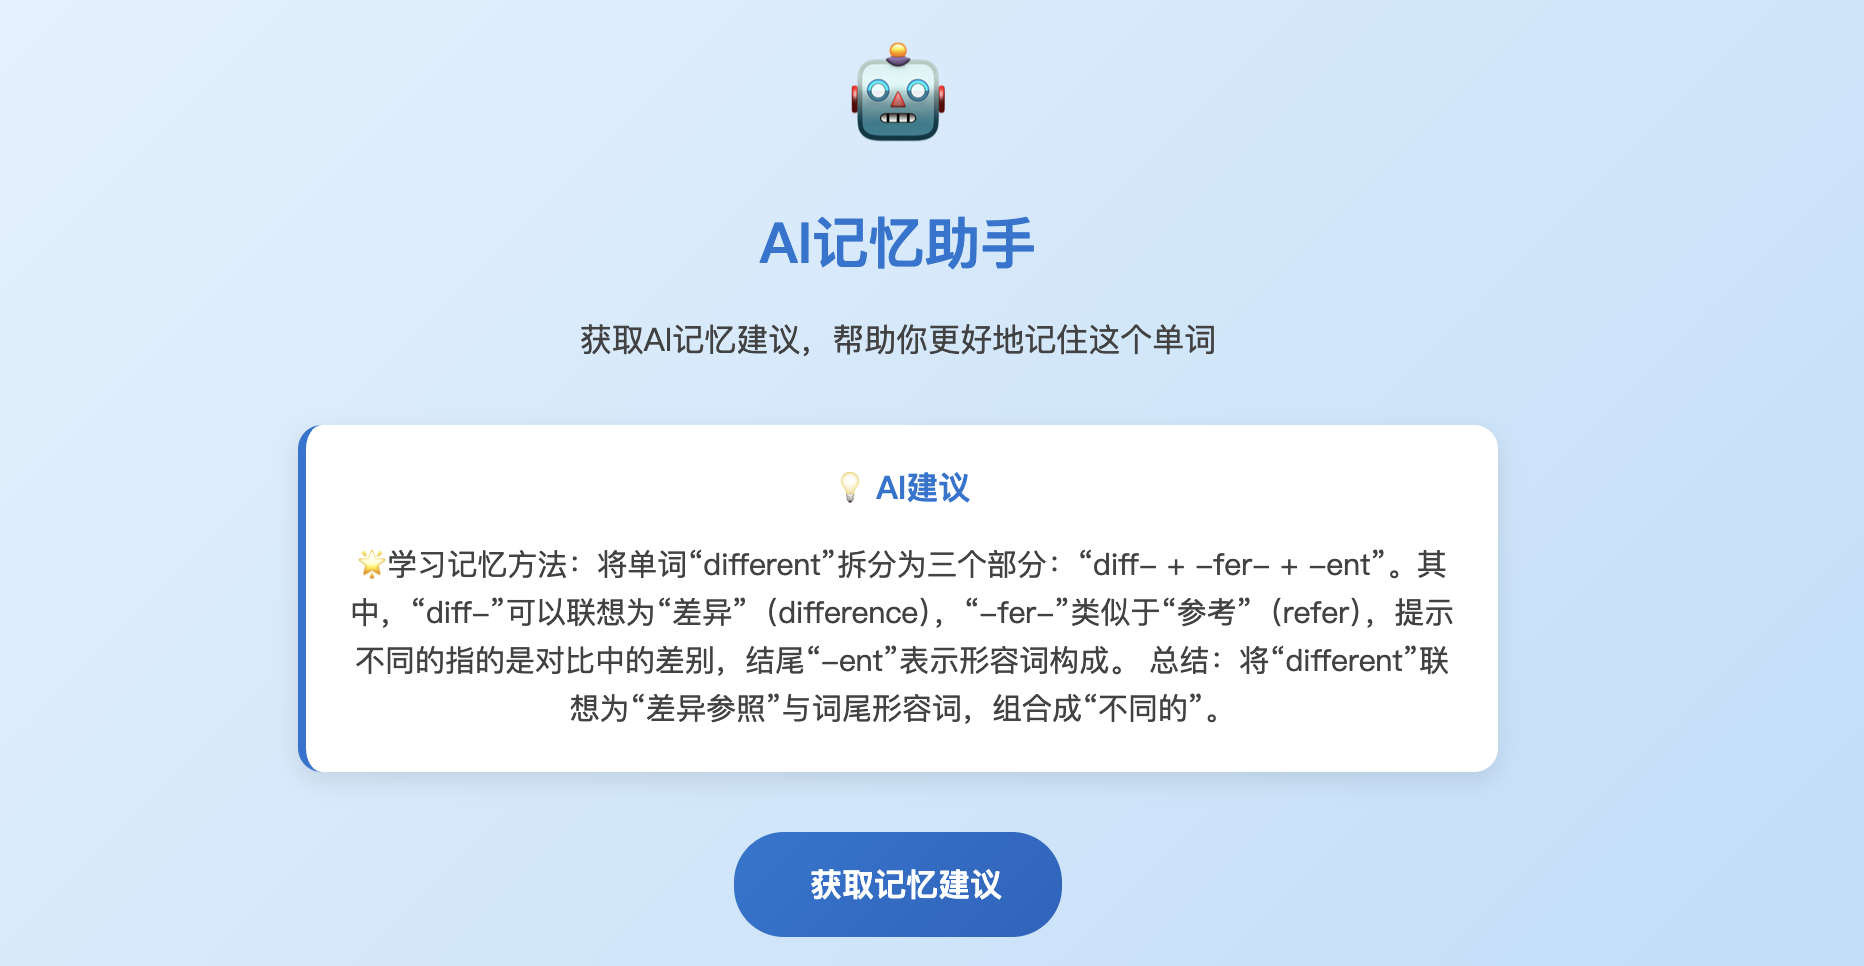 AI记忆助手
获取AI记忆建议，帮助你更好地记住这个单词
💡 AI建议
🌟学习记忆方法：将单词“different”拆分为三个部分：“diff- + -fer- + -ent”。其
中，“diff-”可以联想为“差异”（difference），“-fer-”类似于“参考”（refer），提示
不同的指的是对比中的差别，结尾“-ent”表示形容词构成。 总结：将“different”联
想为“差异参照”与词尾形容词，组合成“不同的”。
获取记忆建议